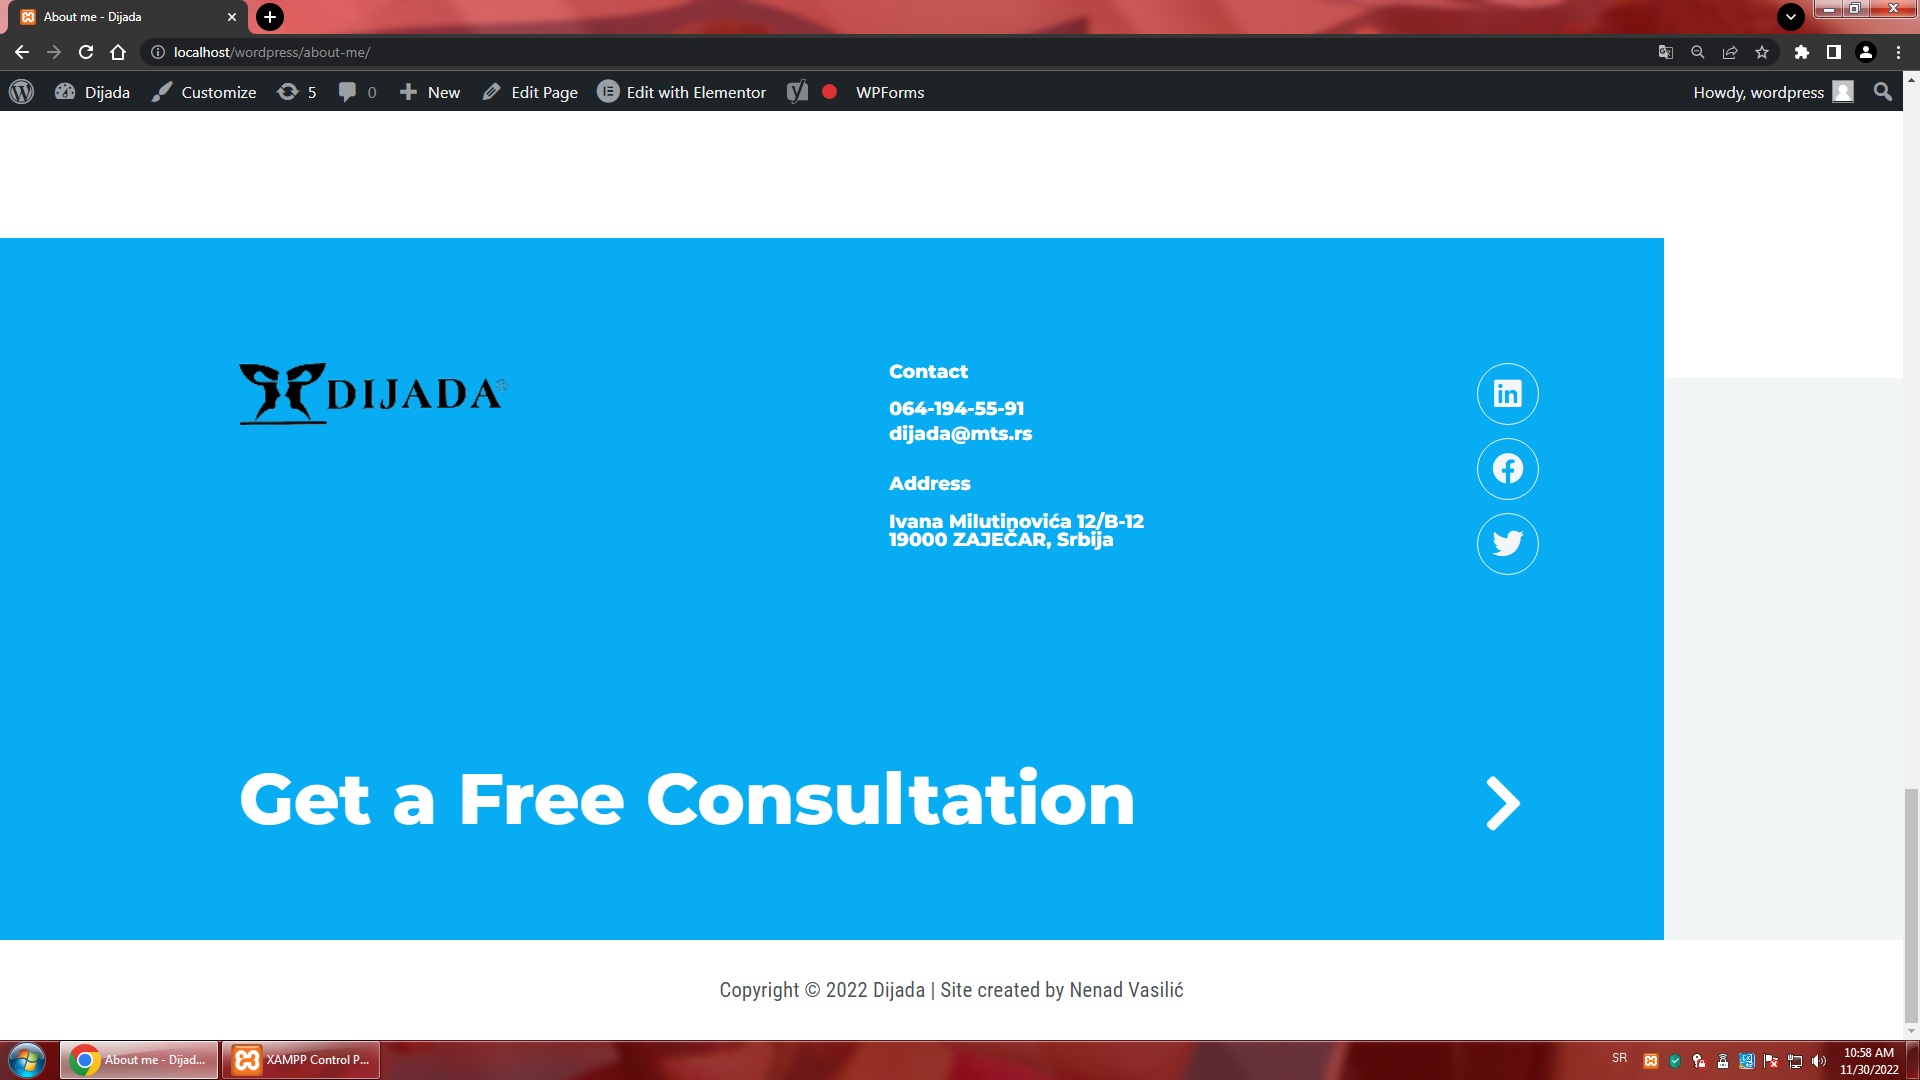 About me - Dijada
localhost/wordpress/about-me/
Dijada Customize 5 0 New Edit Page Edit with Elementor WPForms Howdy, wordpress
DIJADA
Contact
064-194-55-91
dijada@mts.rs
Address
Ivana Milutinovića 12/B-12
19000 ZAJEČAR, Srbija
Get a Free Consultation
Copyright © 2022 Dijada | Site created by Nenad Vasilić
About me - Dijad...
XAMPP Control P...
SR
10:58 AM
11/30/2022